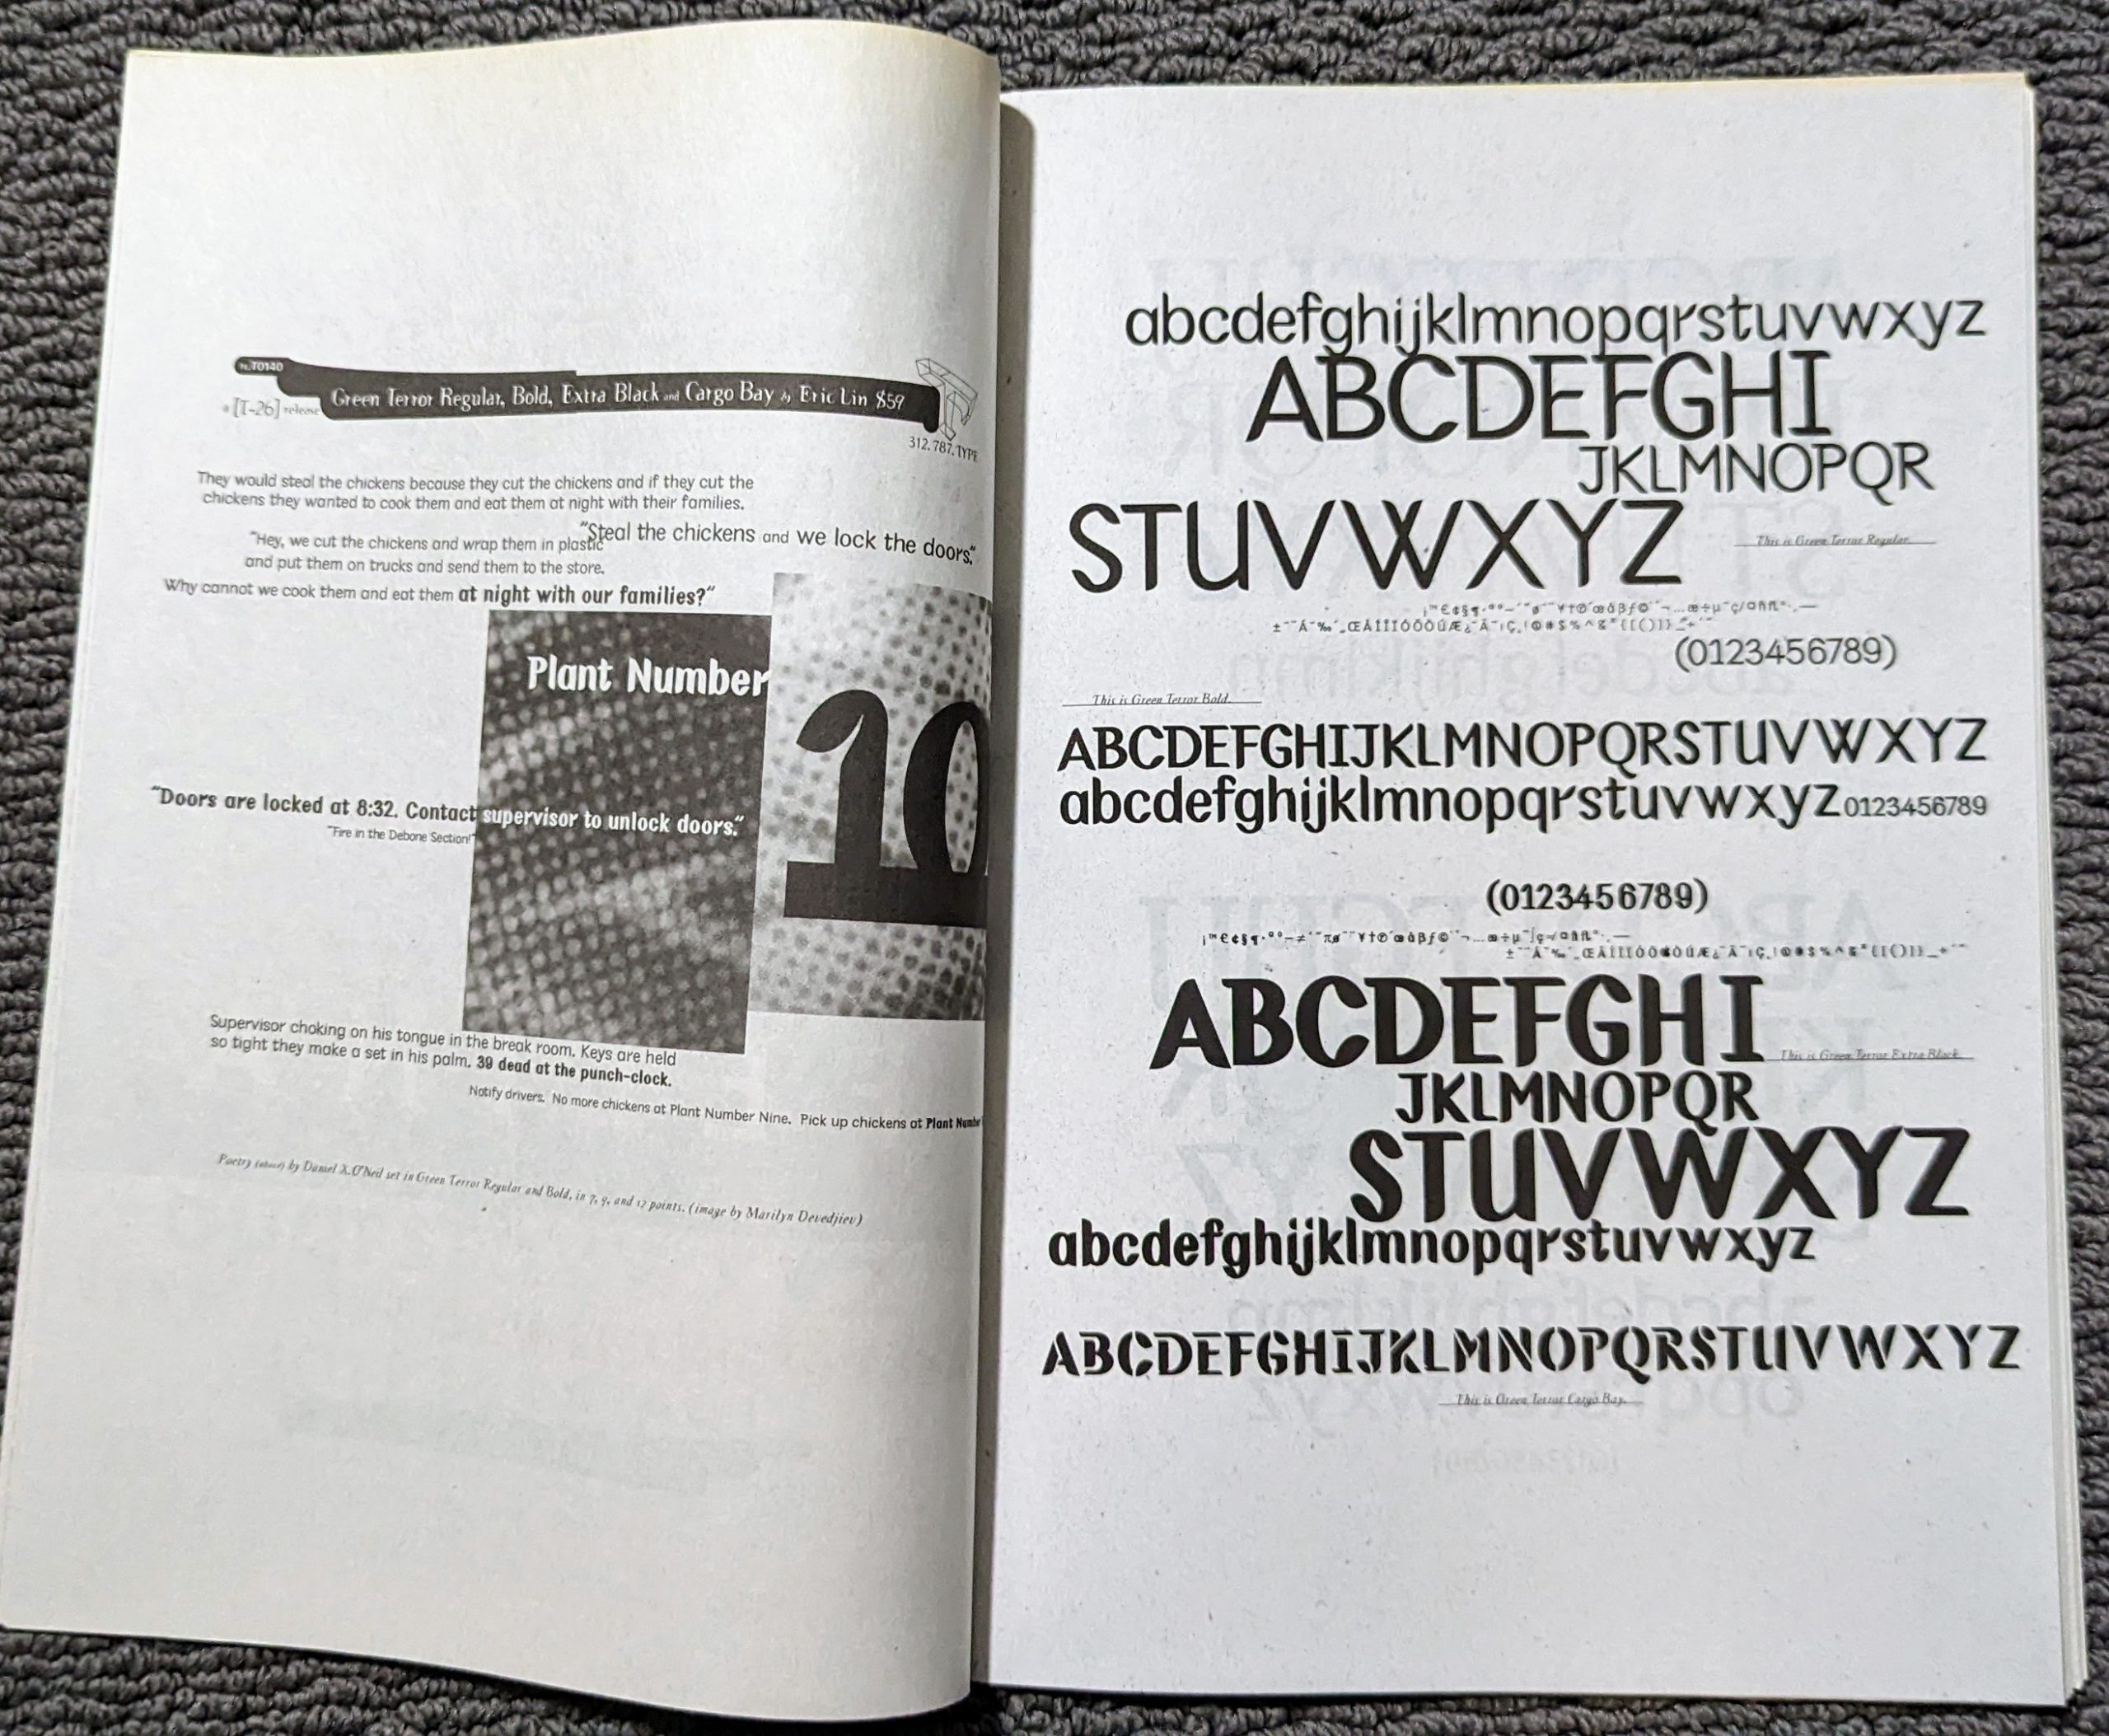 n.T0140
Green Terror Regular, Bold, Extra Black and Cargo Bay by Eric Lin $59
a [T-26] release
312.787.TYPE
They would steal the chickens because they cut the chickens and if they cut the
chickens they wanted to cook them and eat them at night with their families.
"Steal the chickens and we lock the doors."
"Hey, we cut the chickens and wrap them in plastic
and put them on trucks and send them to the store.
Why cannot we cook them and eat them at night with our families?"
Plant Number
10
"Doors are locked at 8:32. Contact supervisor to unlock doors."
"Fire in the Debone Section!"
Supervisor choking on his tongue in the break room. Keys are held
so tight they make a set in his palm. 39 dead at the punch-clock.
Notify drivers. No more chickens at Plant Number Nine. Pick up chickens at Plant Number
Poetry (above) by Daniel X. O'Neil set in Green Terror Regular and Bold, in 7, 9, and 12 points. (image by Marilyn Devedjiev)
abcdefghijklmnopqrstuvwxyz
ABCDEFGHI
JKLMNOPQR
STUVWXYZ
This is Green Terror Regular.
(0123456789)
This is Green Terror Bold.
ABCDEFGHIJKLMNOPQRSTUVWXYZ
abcdefghijklmnopqrstuvwxyz0123456789
(0123456789)
ABCDEFGHI
This is Green Terror Extra Black.
JKLMNOPQR
STUVWXYZ
abcdefghijklmnopqrstuvwxyz
ABCDEFGHIJKLMNOPQRSTUVWXYZ
This is Green Terror Cargo Bay.